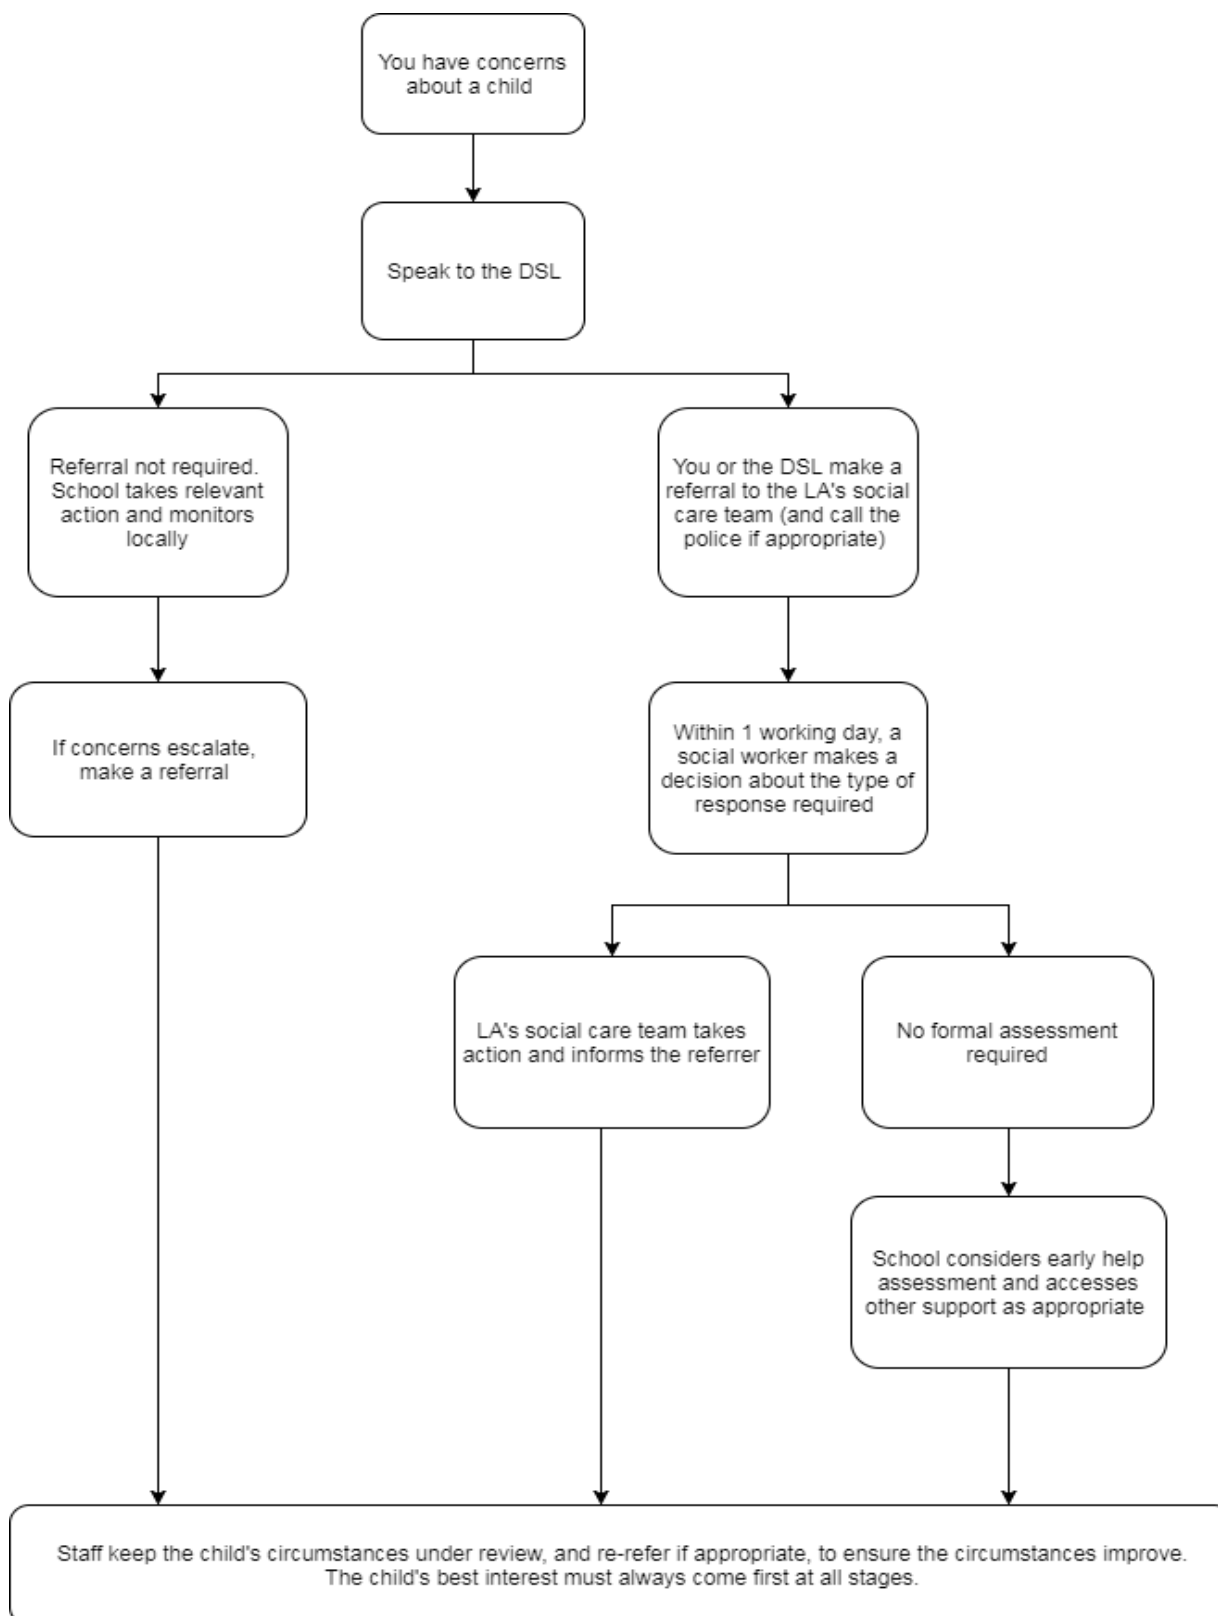 You have concerns
about a child
Speak to the DSL
Referral not required.
School takes relevant
action and monitors
locally
You or the DSL make a
referral to the LA's social
care team (and call the
police if appropriate)
If concerns escalate,
make a referral
Within 1 working day, a
social worker makes a
decision about the type of
response required
LA's social care team takes
action and informs the referrer
No formal assessment
required
School considers early help
assessment and accesses
other support as appropriate
Staff keep the child's circumstances under review, and re-refer if appropriate, to ensure the circumstances improve.
The child's best interest must always come first at all stages.